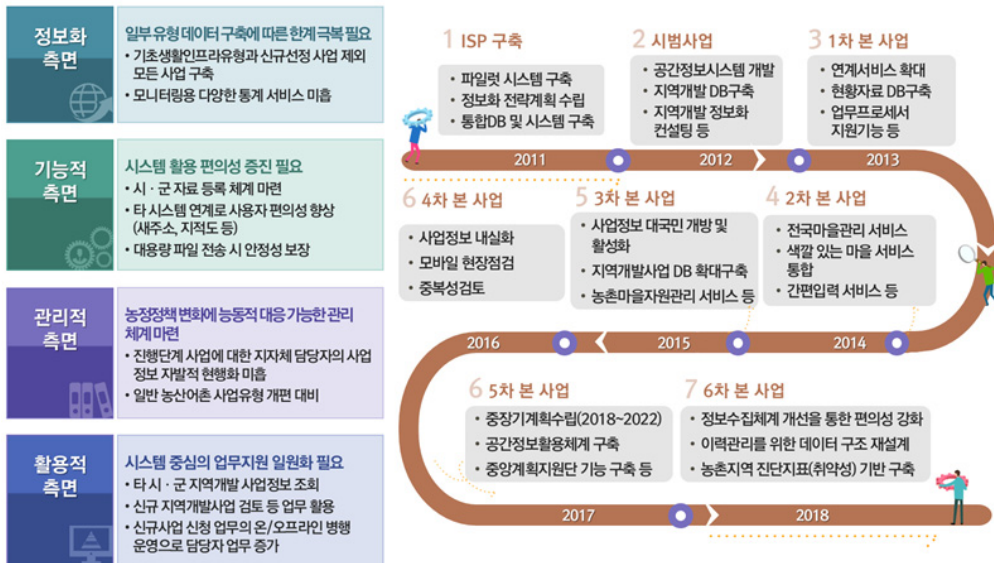 정보화
측면
일부 유형 데이터 구축에 따른 한계 극복 필요
• 기초생활인프라유형과 신규선정 사업 제외
모든 사업 구축
• 모니터링용 다양한 통계 서비스 미흡
기능적
측면
시스템 활용 편의성 증진 필요
• 시 · 군 자료 등록 체계 마련
• 타 시스템 연계로 사용자 편의성 향상
(새주소, 지적도 등)
• 대용량 파일 전송 시 안정성 보장
관리적
측면
농정정책 변화에 능동적 대응 가능한 관리
체계 마련
• 진행단계 사업에 대한 지자체 담당자의 사업
정보 자발적 현행화 미흡
• 일반 농산어촌 사업유형 개편 대비
활용적
측면
시스템 중심의 업무지원 일원화 필요
• 타 시 · 군 지역개발 사업정보 조회
• 신규 지역개발사업 검토 등 업무 활용
• 신규사업 신청 업무의 온/오프라인 병행
운영으로 담당자 업무 증가
1 ISP 구축
• 파일럿 시스템 구축
• 정보화 전략계획 수립
• 통합DB 및 시스템 구축
2011
2 시범사업
• 공간정보시스템 개발
• 지역개발 DB구축
• 지역개발 정보화
컨설팅 등
2012
3 1차 본 사업
• 연계서비스 확대
• 현황자료 DB구축
• 업무프로세서
지원기능 등
2013
4 2차 본 사업
• 전국마을관리 서비스
• 색깔 있는 마을 서비스
통합
• 간편입력 서비스 등
2014
5 3차 본 사업
• 사업정보 대국민 개방 및
활성화
• 지역개발사업 DB 확대구축
• 농촌마을자원관리 서비스 등
2015
6 4차 본 사업
• 사업정보 내실화
• 모바일 현장점검
• 중복성검토
2016
6 5차 본 사업
• 중장기계획수립(2018~2022)
• 공간정보활용체계 구축
• 중앙계획지원단 기능 구축 등
2017
7 6차 본 사업
• 정보수집체계 개선을 통한 편의성 강화
• 이력관리를 위한 데이터 구조 재설계
• 농촌지역 진단지표(취약성) 기반 구축
2018